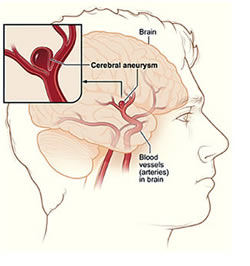 Brain
Cerebral aneurysm
Blood
vessels
(arteries)
in brain